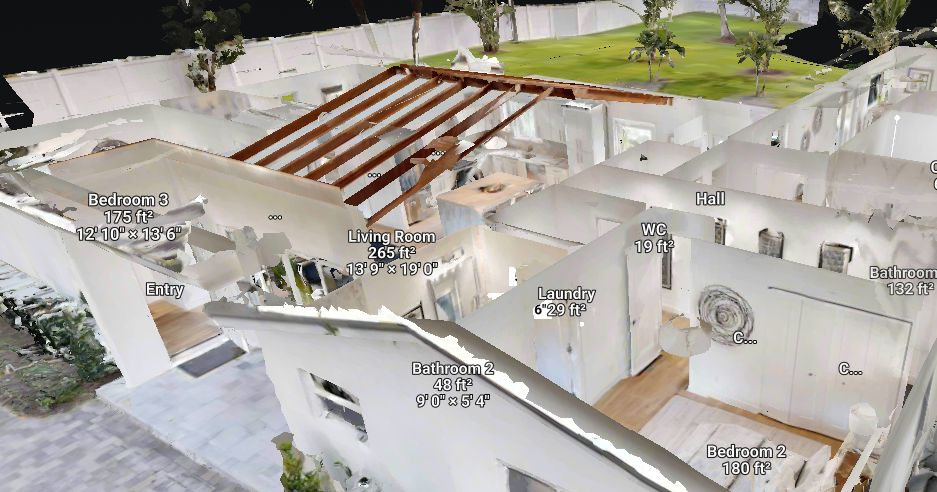 Bedroom 3
175 ft²
12' 10" × 13' 6"
...
...
...
Hall
WC
19 ft²
Living Room
265 ft²
13' 9" × 19' 0"
Entry
Laundry
6"29 ft²
Bathroom
132 ft²
C...
C...
Bathroom 2
48 ft²
9' 0" × 5' 4"
Bedroom 2
180 ft²